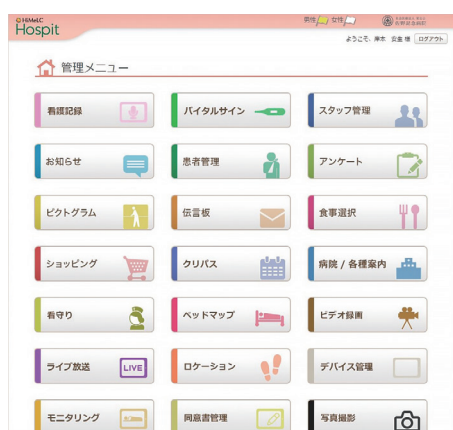 Hospit
男性 女性
ようこそ、岸本 安圭 様 ログアウト
管理メニュー
看護記録 バイタルサイン スタッフ管理
お知らせ 患者管理 アンケート
ピクトグラム 伝言板 食事選択
ショッピング クリパス 病院 / 各種案内
看守り ベッドマップ ビデオ録画
ライブ放送 LIVE ロケーション デバイス管理
モニタリング 同意書管理 写真撮影